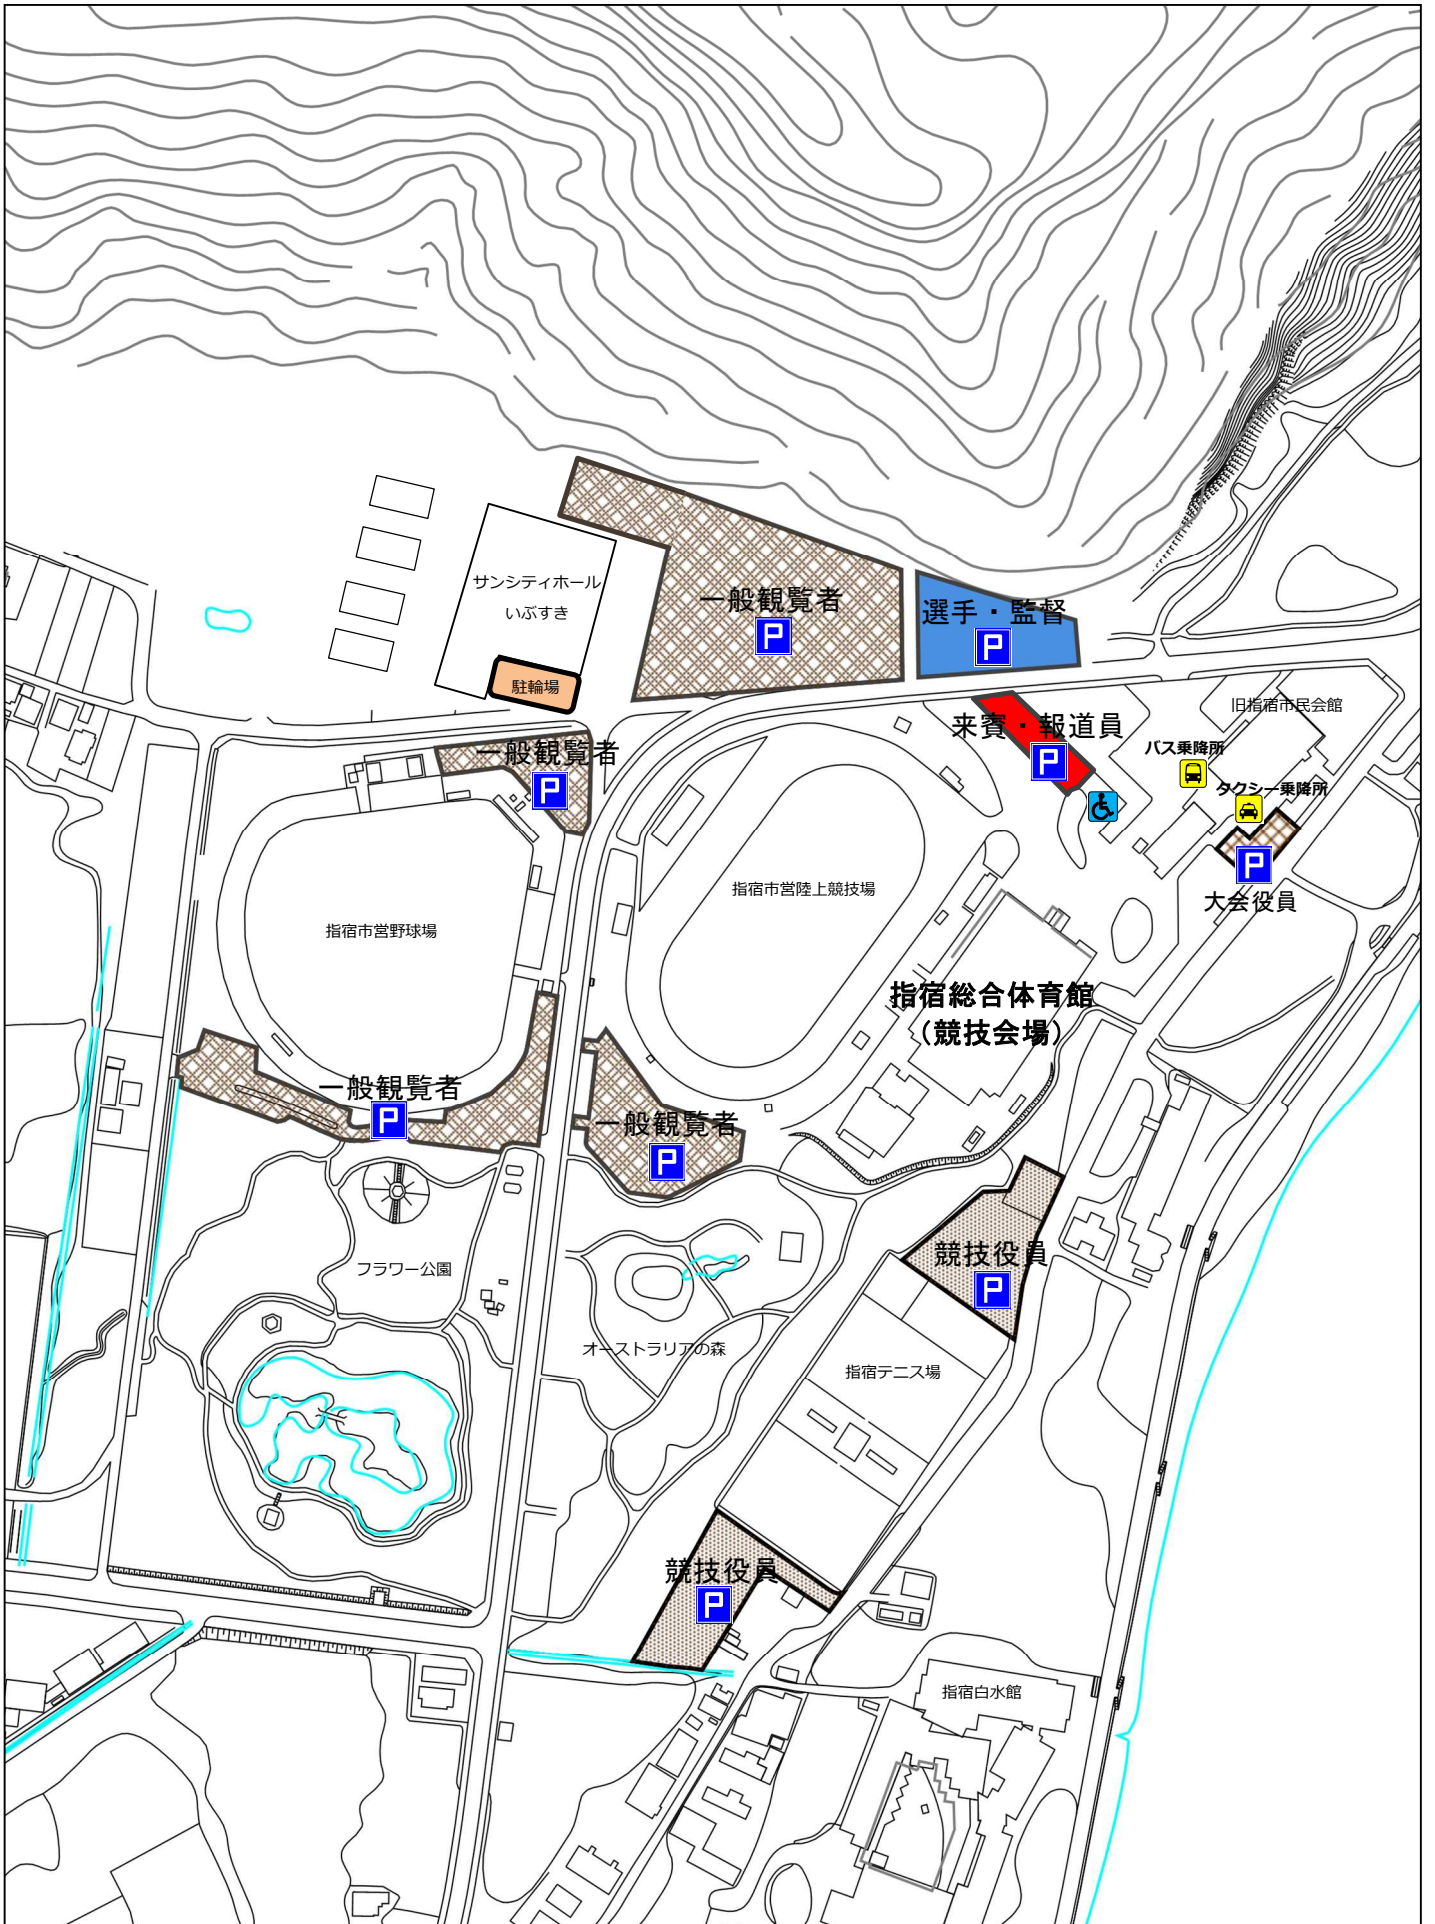 サンシティホール
いぶすき
駐輪場
一般観覧者
P
選手・監督
P
来賓・報道員
P
旧指宿市民会館
バス乗降所
タクシー乗降所
P
大会役員
一般観覧者
P
指宿市営陸上競技場
指宿市営野球場
指宿総合体育館
（競技会場）
一般観覧者
P
一般観覧者
P
競技役員
P
フラワー公園
オーストラリアの森
指宿テニス場
競技役員
P
指宿白水館